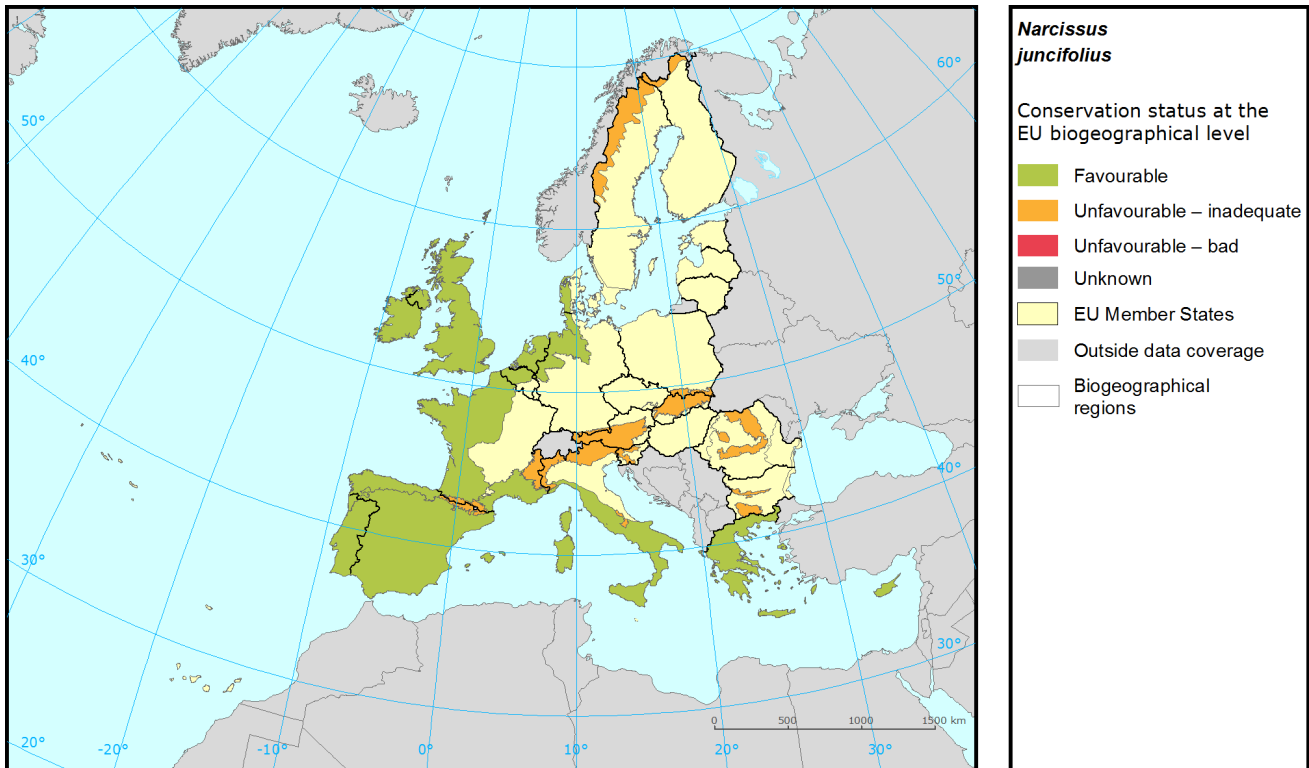 60°
50°
50°
40°
40°
30°
30°
20°
-20°
-10°
0°
10°
20°
30°
0 500 1000 1500 km
Narcissus
juncifolius
Conservation status at the
EU biogeographical level
Favourable
Unfavourable – inadequate
Unfavourable – bad
Unknown
EU Member States
Outside data coverage
Biogeographical
regions